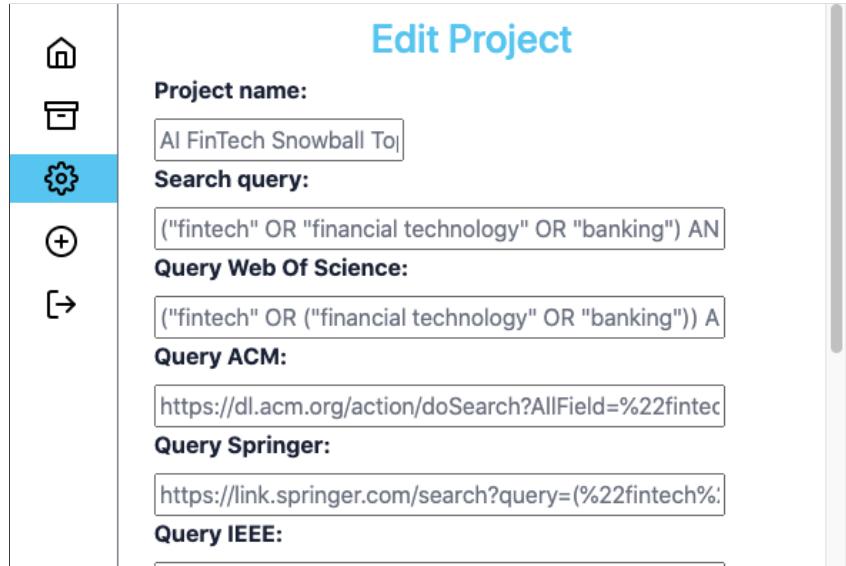 Edit Project
Project name:
AI FinTech Snowball To
Search query:
("fintech" OR "financial technology" OR "banking") AN
Query Web Of Science:
("fintech" OR ("financial technology" OR "banking")) A
Query ACM:
https://dl.acm.org/action/doSearch?AllField=%22fintec
Query Springer:
https://link.springer.com/search?query=(%22fintech%2
Query IEEE: